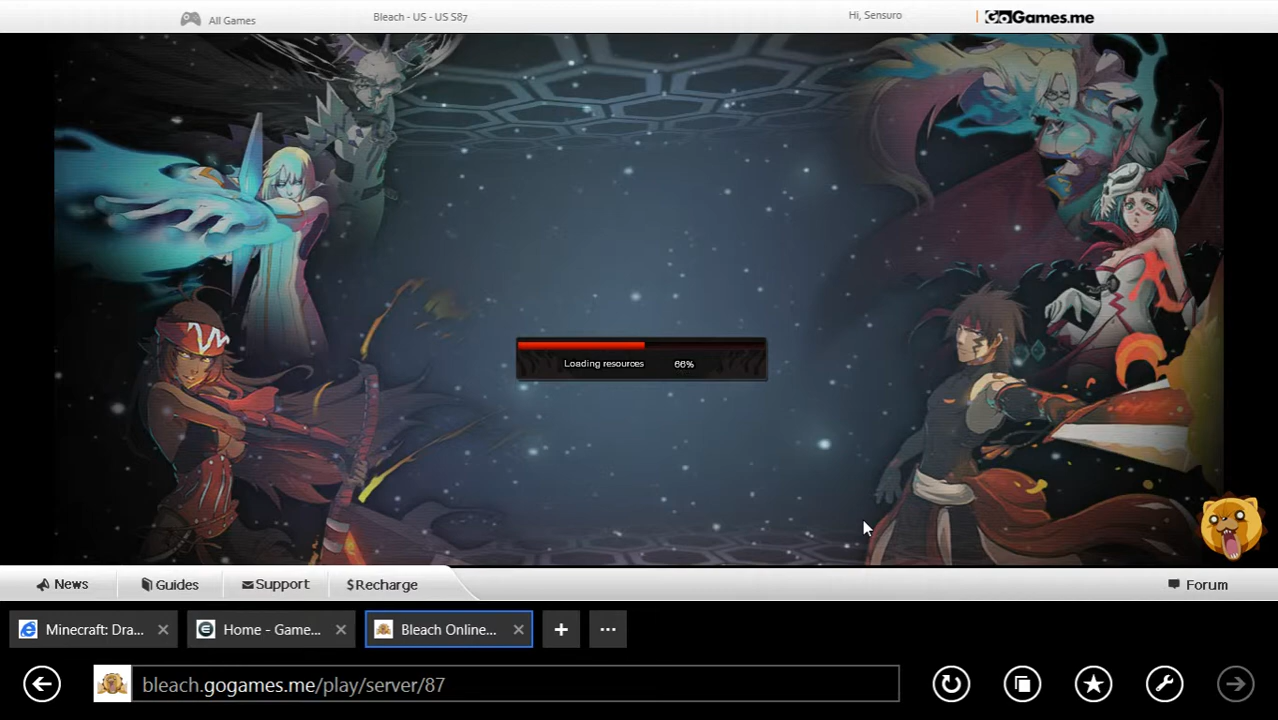 All Games
Bleach - US - US S87
Hi, Sensuro
GoGames.me
Loading resources 66%
News
Guides
Support
$Recharge
Forum
Minecraft: Dra...
Home - Game...
Bleach Online...
bleach.gogames.me/play/server/87